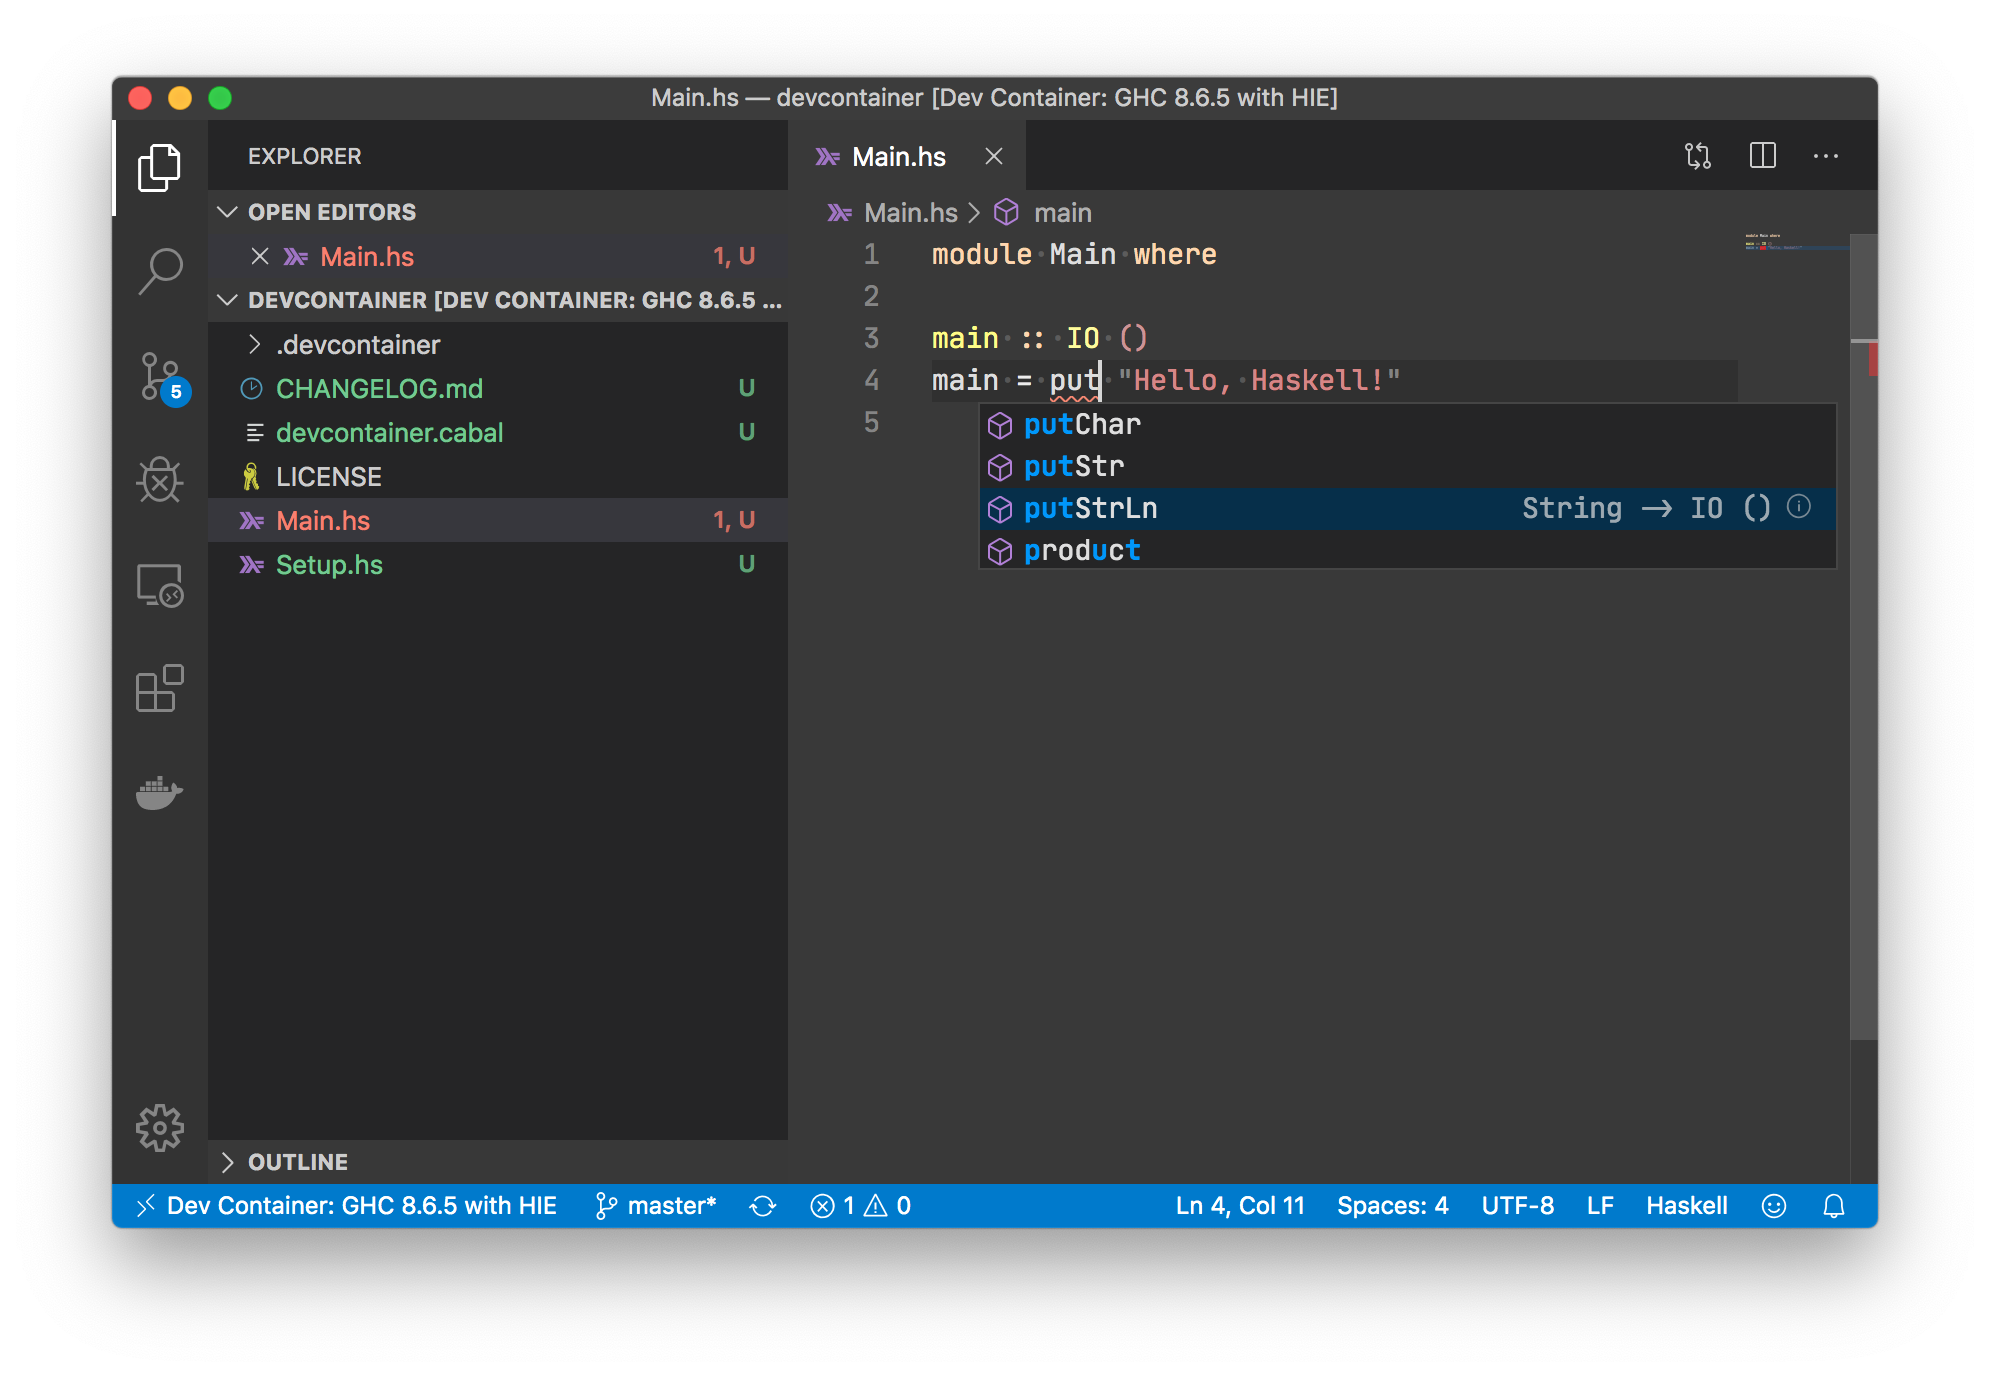 Main.hs — devcontainer [Dev Container: GHC 8.6.5 with HIE]
EXPLORER
OPEN EDITORS
Main.hs 1, U
DEVCONTAINER [DEV CONTAINER: GHC 8.6.5 ...
.devcontainer
CHANGELOG.md U
devcontainer.cabal U
LICENSE
Main.hs 1, U
Setup.hs U
OUTLINE
5
Main.hs
Main.hs > main
1 module Main where
2
3 main :: IO ()
4 main = put "Hello, Haskell!"
5
putChar
putStr
putStrLn String → IO ()
product
Dev Container: GHC 8.6.5 with HIE master* 1 0 Ln 4, Col 11 Spaces: 4 UTF-8 LF Haskell